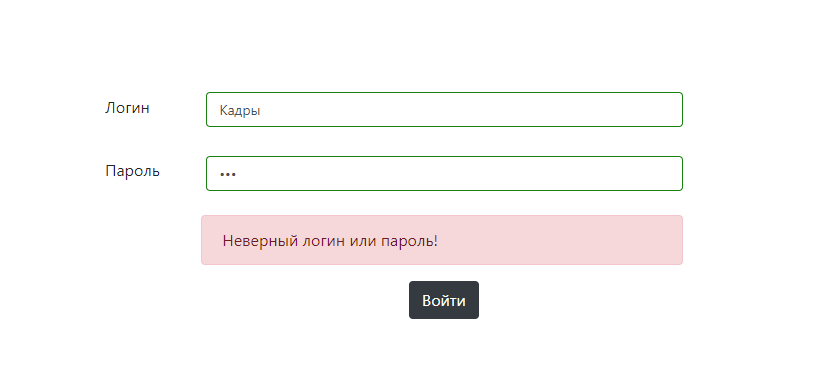 Логин
Кадры
Пароль
•••
Неверный логин или пароль!
Войти